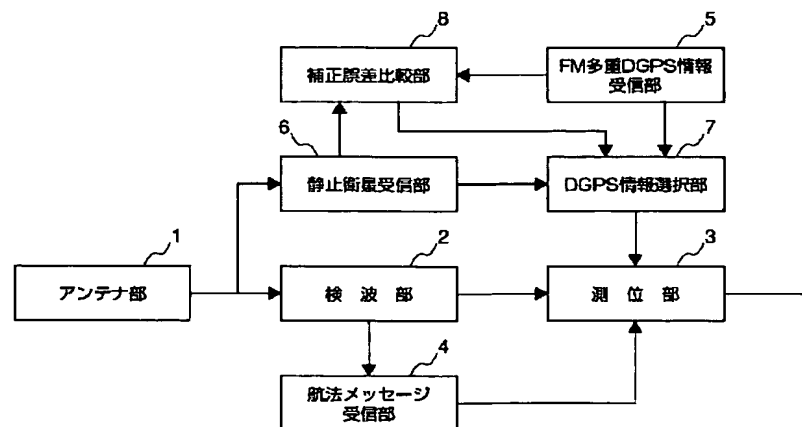 8
補正誤差比較部
5
FM多重DGPS情報
受信部
6
静止衛星受信部
7
DGPS情報選択部
1
アンテナ部
2
検 波 部
3
測 位 部
4
航法メッセージ
受信部